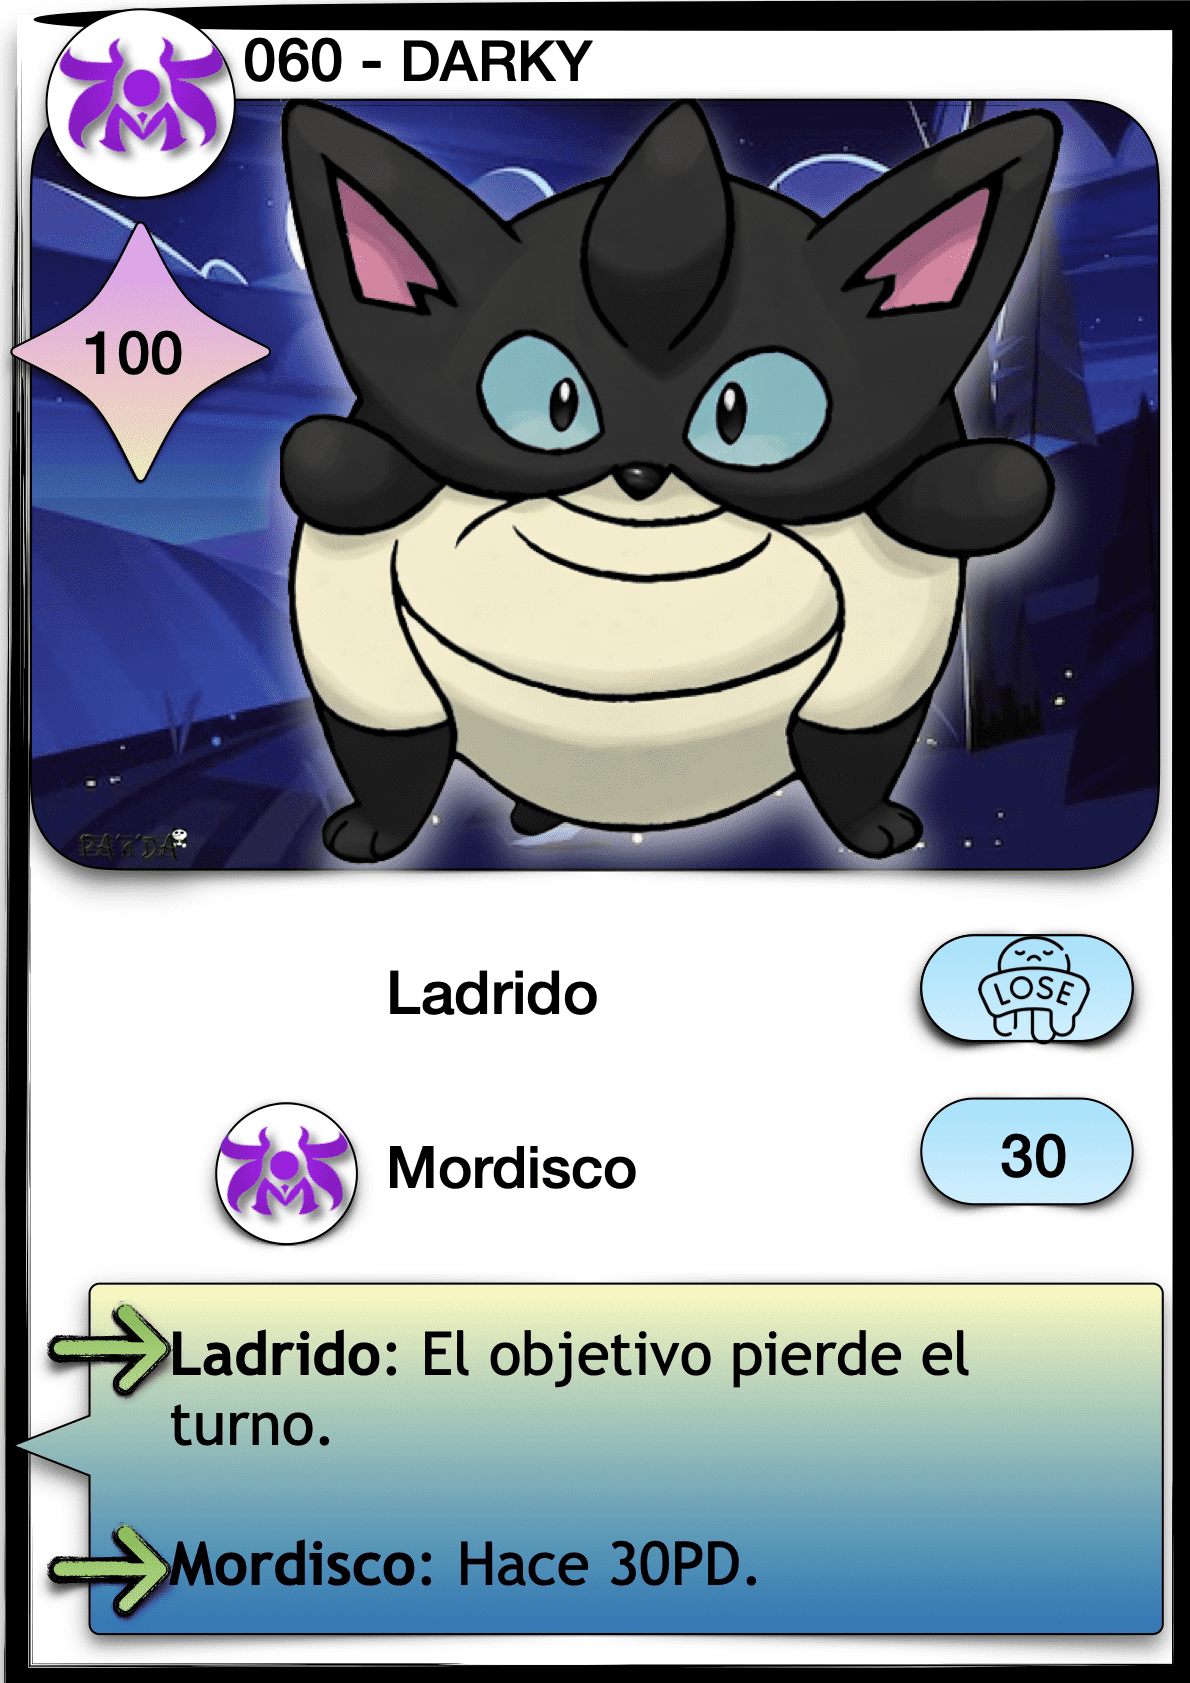 060 - DARKY
100
Ladrido
LOSE
Mordisco
30
Ladrido: El objetivo pierde el
turno.
Mordisco: Hace 30PD.